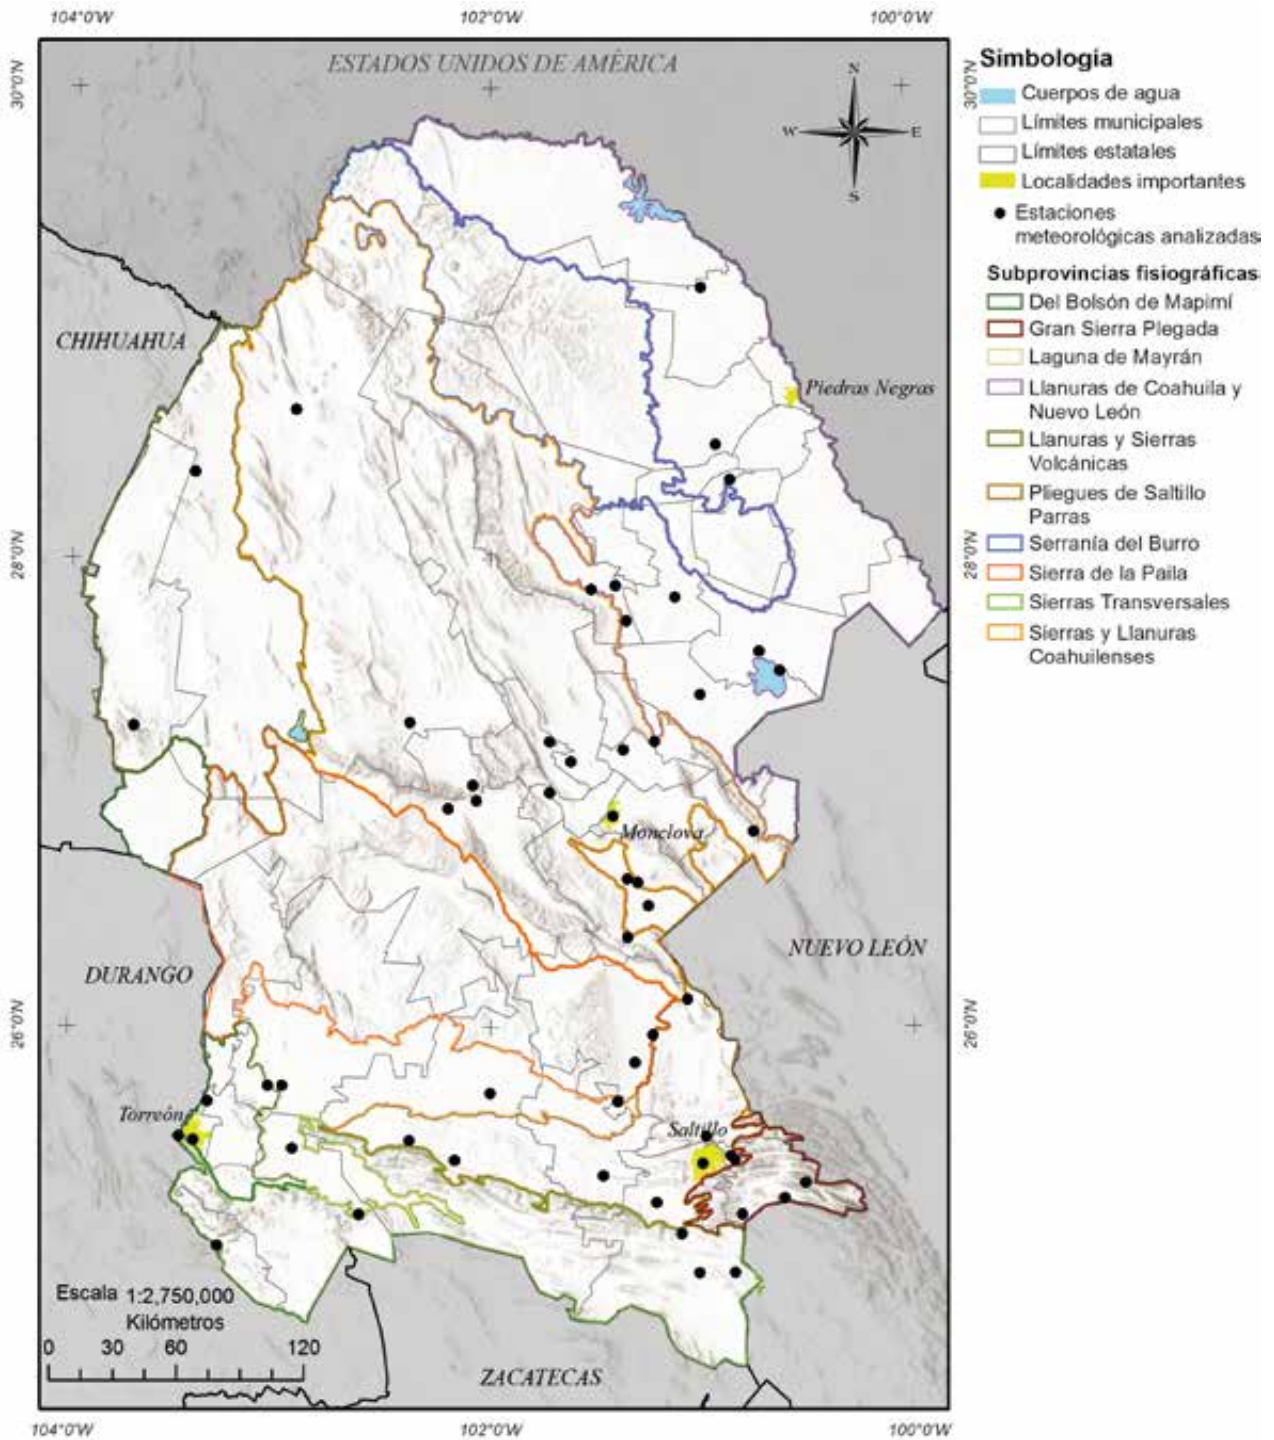 104°0'W 102°0'W 100°0'W
30°0'N
30°0'N
ESTADOS UNIDOS DE AMÉRICA
N
W E
S
Simbología
Cuerpos de agua
Límites municipales
Límites estatales
Localidades importantes
Estaciones
meteorológicas analizadas
Subprovincias fisiográficas
Del Bolsón de Mapimí
Gran Sierra Plegada
Laguna de Mayrán
Llanuras de Coahuila y
Nuevo León
Llanuras y Sierras
Volcánicas
Pliegues de Saltillo
Parras
Serranía del Burro
Sierra de la Paila
Sierras Transversales
Sierras y Llanuras
Coahuilenses
CHIHUAHUA
Piedras Negras
28°0'N
28°0'N
Monclova
NUEVO LEÓN
DURANGO
26°0'N
26°0'N
Torreón
Saltillo
Escala 1:2,750,000
Kilómetros
0 30 60 120
ZACATECAS
104°0'W 102°0'W 100°0'W